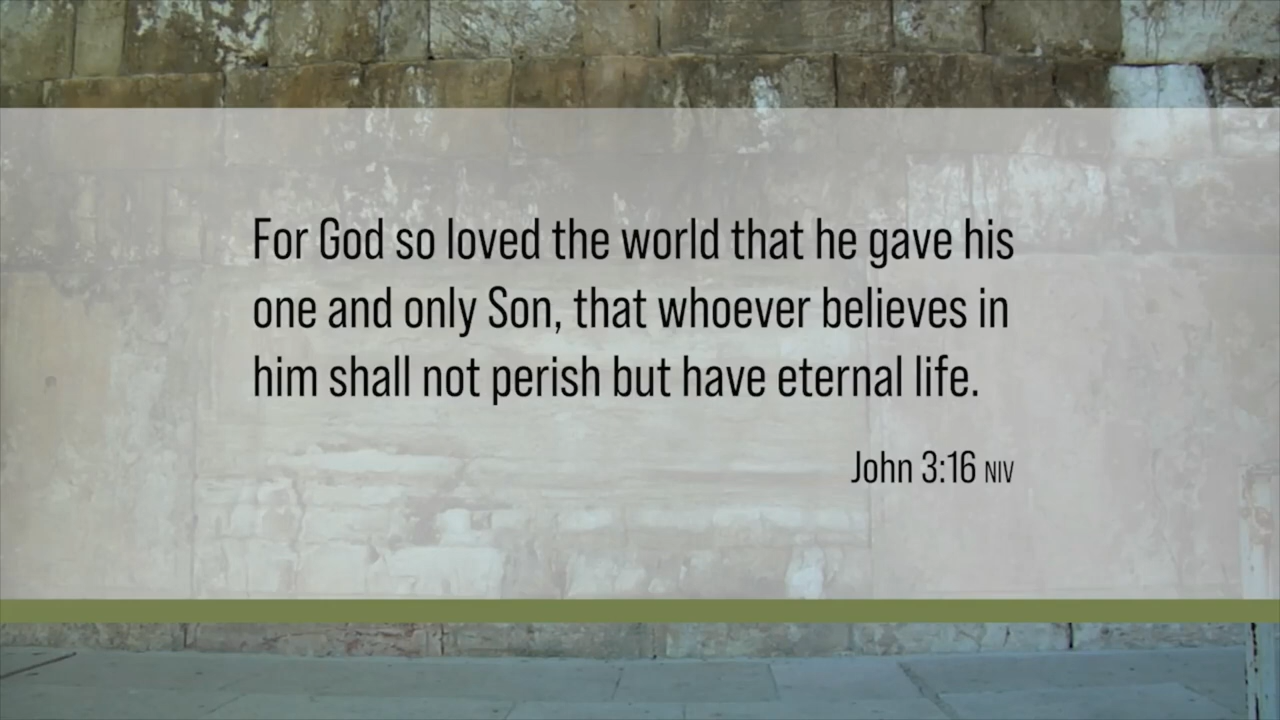 For God so loved the world that he gave his
one and only Son, that whoever believes in
him shall not perish but have eternal life.
John 3:16 NIV